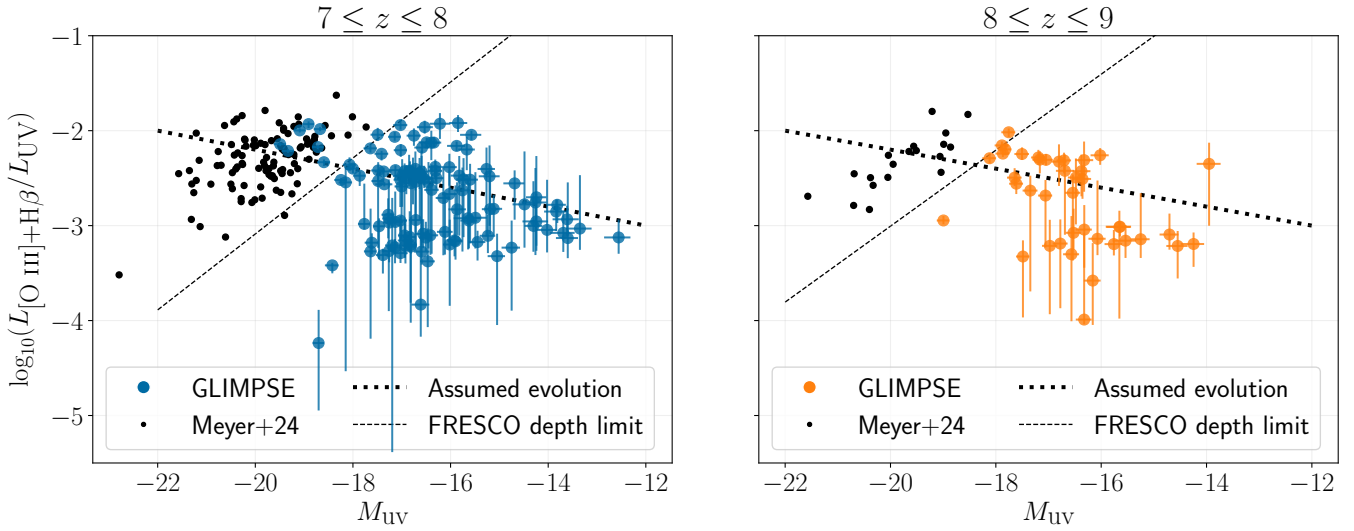 7 ≤ z ≤ 8
8 ≤ z ≤ 9
log₁₀(L[O III]+Hβ/LUV)
−1
−2
−3
−4
−5
GLIMPSE
Meyer+24
Assumed evolution
FRESCO depth limit
GLIMPSE
Meyer+24
Assumed evolution
FRESCO depth limit
−22 −20 −18 −16 −14 −12
−22 −20 −18 −16 −14 −12
MUV
MUV